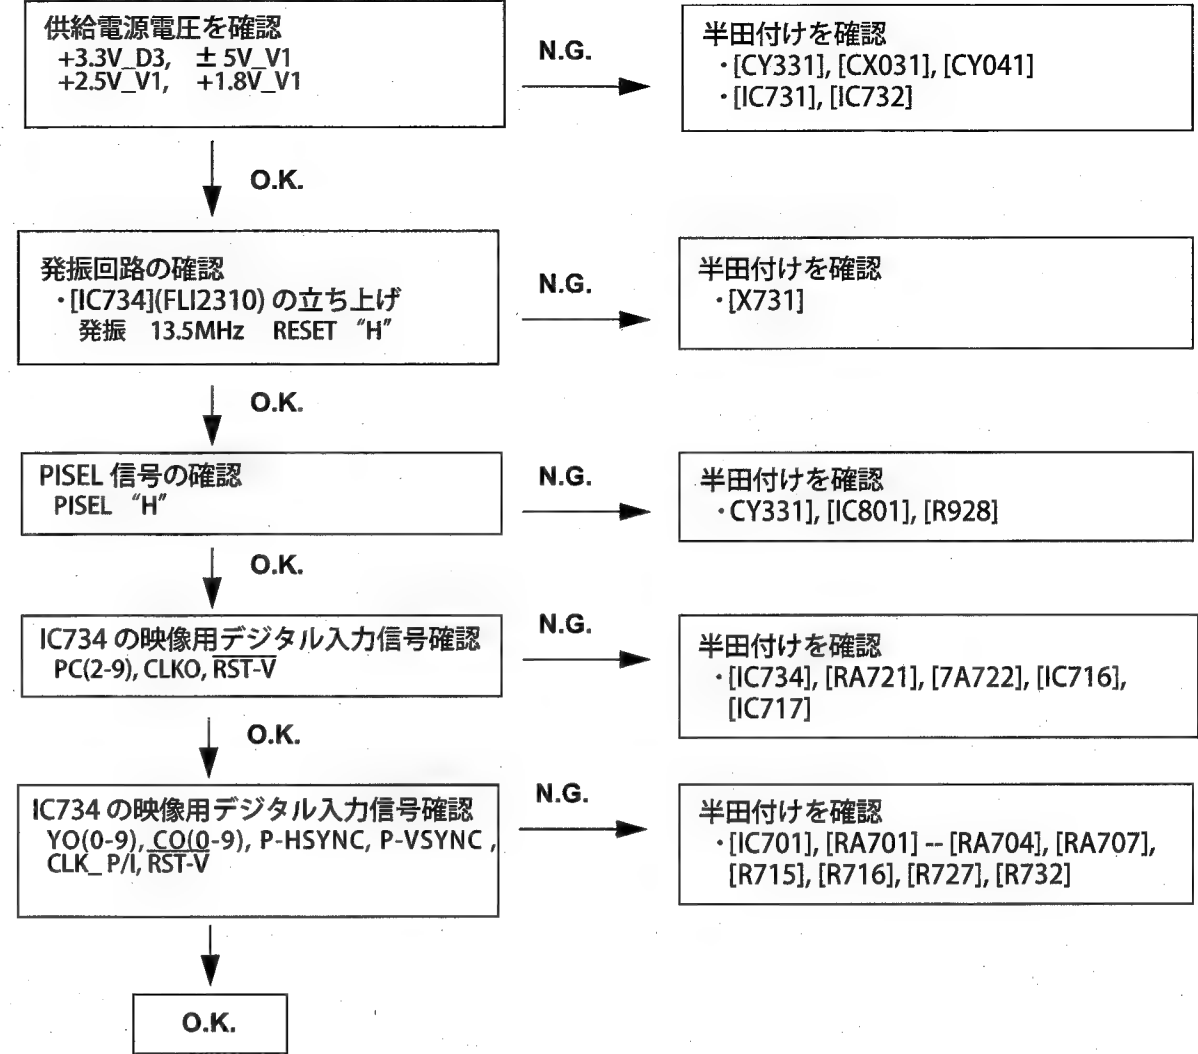 供給電源電圧を確認
+3.3V_D3, ± 5V_V1
+2.5V_V1, +1.8V_V1
N.G.
半田付けを確認
・[CY331], [CX031], [CY041]
・[IC731], [IC732]
O.K.
発振回路の確認
・[IC734](FLI2310) の立ち上げ
発振 13.5MHz RESET “H”
N.G.
半田付けを確認
・[X731]
O.K.
PISEL 信号の確認
PISEL “H”
N.G.
半田付けを確認
・CY331], [IC801], [R928]
O.K.
IC734 の映像用デジタル入力信号確認
PC(2-9), CLKO, RST-V
N.G.
半田付けを確認
・[IC734], [RA721], [7A722], [IC716],
[IC717]
O.K.
IC734 の映像用デジタル入力信号確認
YO(0-9), CO(0-9), P-HSYNC, P-VSYNC ,
CLK_ P/I, RST-V
N.G.
半田付けを確認
・[IC701], [RA701] -- [RA704], [RA707],
[R715], [R716], [R727], [R732]
O.K.